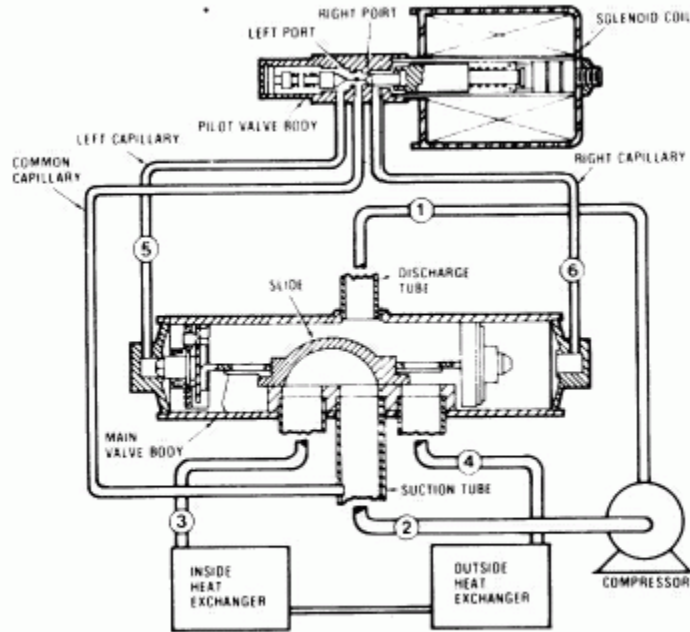 RIGHT POIRT
LEFT PORT
SOLENOID COIL
PILOT VALVE BODY
LEFT CAPILLARY
COMMON
CAPILLARY
RIGHT CAPILLARY
1
5
6
DISCHARGE
TUBE
SLIDE
MAIN
VALVE BODY
4
SUCTION TUBE
3
2
INSIDE
HEAT
EXCHANGER
OUTSIDE
HEAT
EXCHANGER
COMPRESSOR